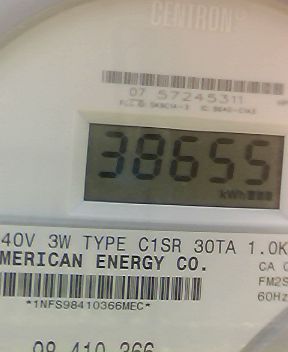 CENTRON®
07 57245311
38655
kWh
40V 3W TYPE C1SR 30TA 1.0K
MERICAN ENERGY CO.
CA
FM2S
60Hz
*1NFS98410366MEC*
98 410 366